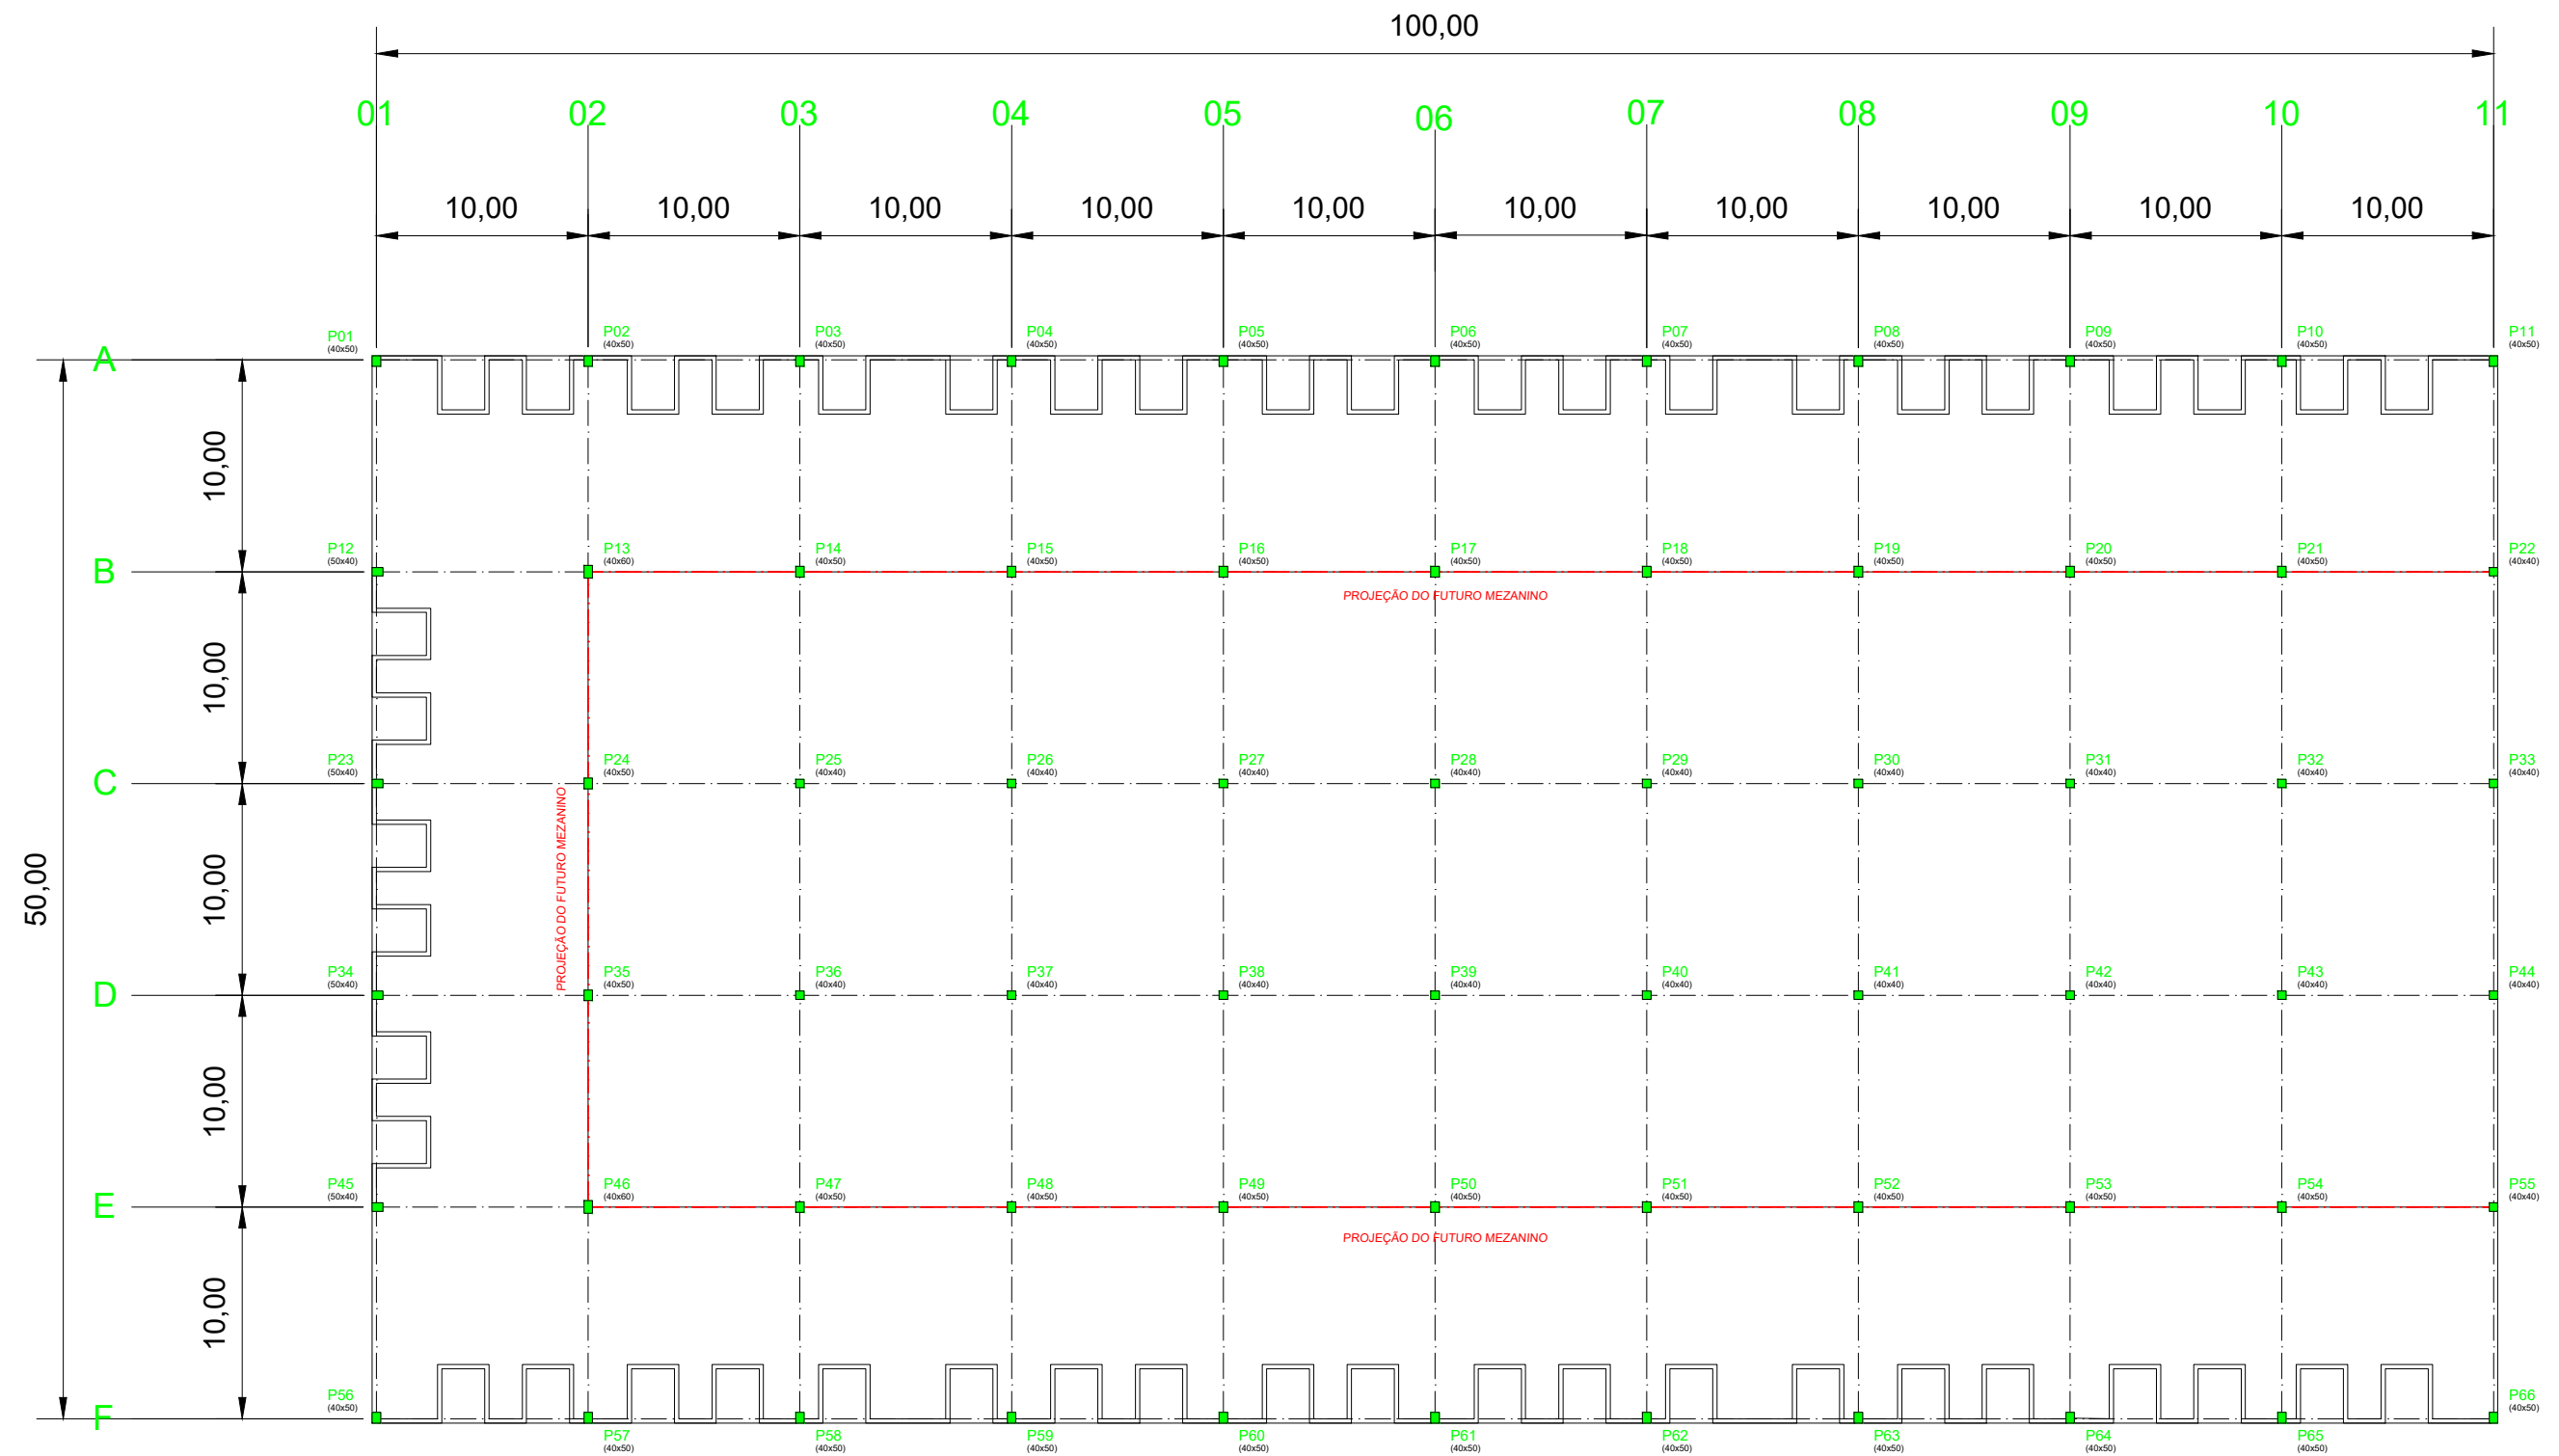 100,00
01 02 03 04 05 06 07 08 09 10 11
10,00 10,00 10,00 10,00 10,00 10,00 10,00 10,00 10,00 10,00
P01 P02 P03 P04 P05 P06 P07 P08 P09 P10 P11
(40x50) (40x50) (40x50) (40x50) (40x50) (40x50) (40x50) (40x50) (40x50) (40x50) (40x50)
A
10,00
P12 P13 P14 P15 P16 P17 P18 P19 P20 P21 P22
(50x40) (40x60) (40x50) (40x50) (40x50) (40x50) (40x50) (40x50) (40x50) (40x50) (40x40)
B
PROJEÇÃO DO FUTURO MEZANINO
10,00
P23 P24 P25 P26 P27 P28 P29 P30 P31 P32 P33
(50x40) (40x50) (40x40) (40x40) (40x40) (40x40) (40x40) (40x40) (40x40) (40x40) (40x40)
C
50,00
10,00
PROJEÇÃO DO FUTURO MEZANINO
P34 P35 P36 P37 P38 P39 P40 P41 P42 P43 P44
(50x40) (40x50) (40x40) (40x40) (40x40) (40x40) (40x40) (40x40) (40x40) (40x40) (40x40)
D
10,00
P45 P46 P47 P48 P49 P50 P51 P52 P53 P54 P55
(50x40) (40x60) (40x50) (40x50) (40x50) (40x50) (40x50) (40x50) (40x50) (40x50) (40x40)
E
PROJEÇÃO DO FUTURO MEZANINO
10,00
P56 P66
(40x50) (40x50)
F
P57 P58 P59 P60 P61 P62 P63 P64 P65
(40x50) (40x50) (40x50) (40x50) (40x50) (40x50) (40x50) (40x50) (40x50)